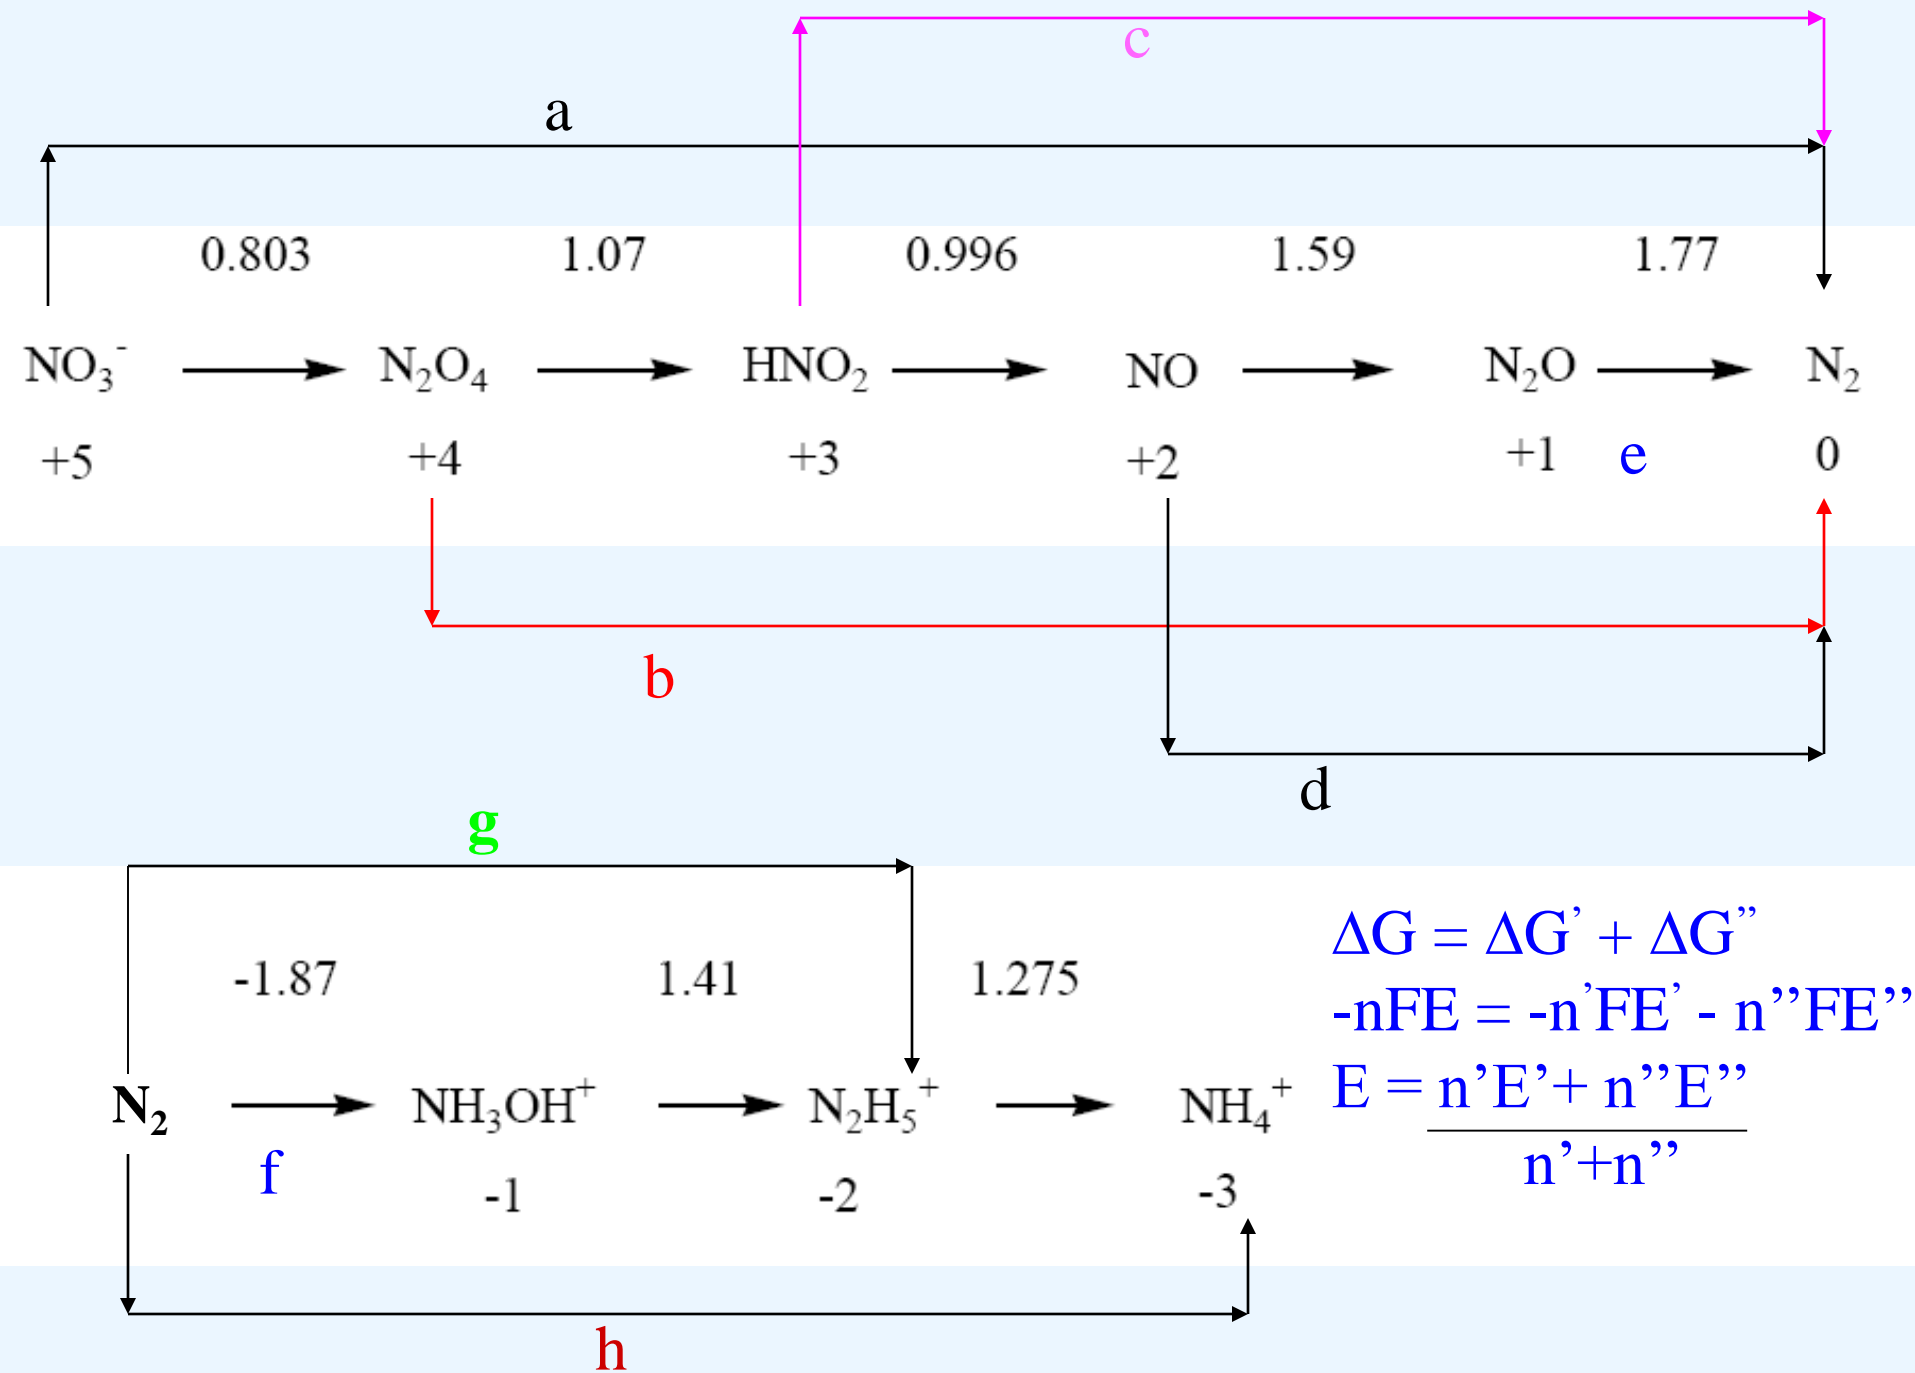 c
a
0.803 1.07 0.996 1.59 1.77
NO₃⁻ N₂O₄ HNO₂ NO N₂O N₂
+5 +4 +3 +2 +1 e 0
b
d
g
-1.87 1.41 1.275
N₂ NH₃OH⁺ N₂H₅⁺ NH₄⁺
f -1 -2 -3
h
ΔG = ΔG’ + ΔG”
-nFE = -n’FE’ - n’’FE’’
E = n’E’+ n’’E’’
n’+n’’